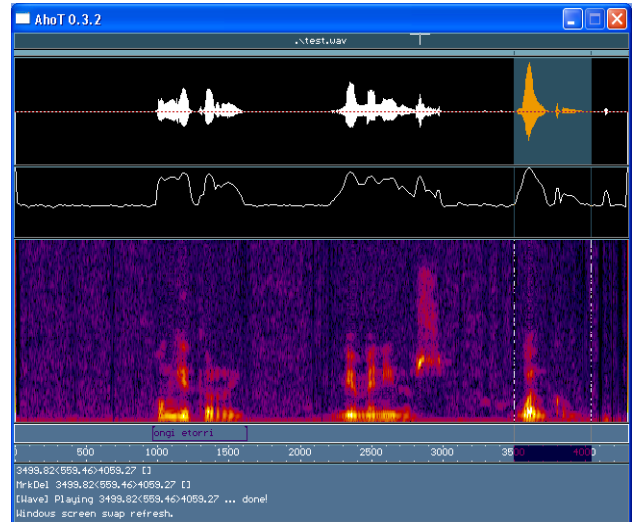 AhoT 0.3.2
.\test.wav
ongi etorri
0 500 1000 1500 2000 2500 3000 3500 4000
3499.82<559.46>4059.27 []
MrkDel 3499.82<559.46>4059.27 []
[Wave] Playing 3499.82<559.46>4059.27 ... done!
Windows screen swap refresh.